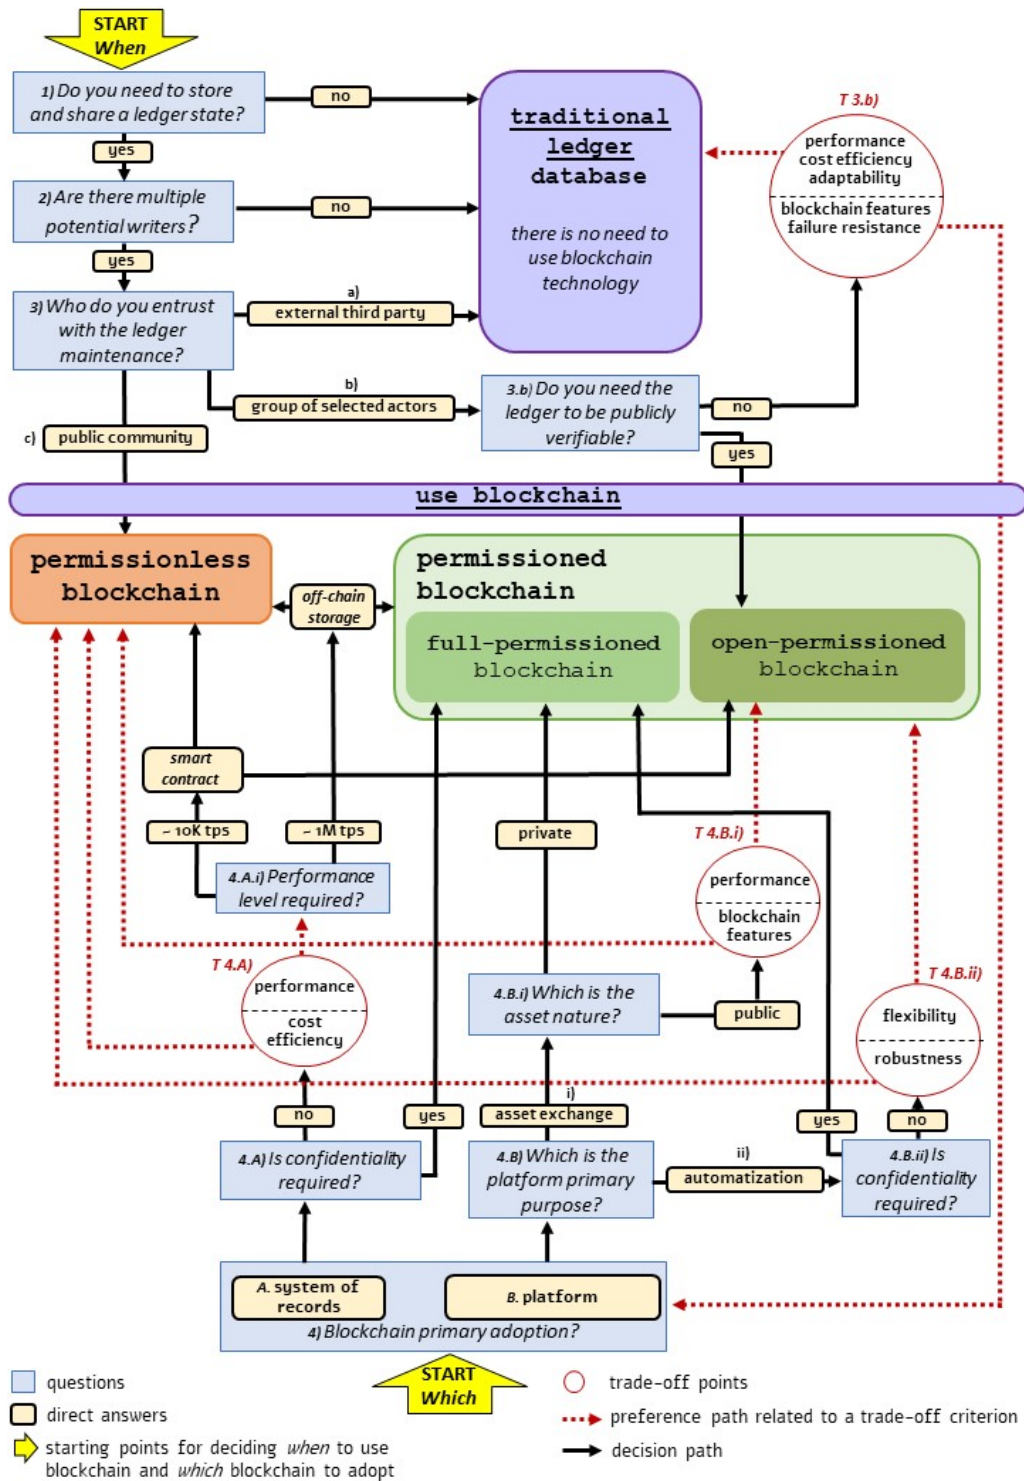 START
When
1) Do you need to store
and share a ledger state?
no
yes
traditional
ledger
database
there is no need to
use blockchain
technology
T 3.b)
performance
cost efficiency
adaptability
blockchain features
failure resistance
2) Are there multiple
potential writers?
no
yes
3) Who do you entrust
with the ledger
maintenance?
a)
external third party
b)
group of selected actors
c)
public community
3.b) Do you need the
ledger to be publicly
verifiable?
no
yes
use blockchain
permissionless
blockchain
off-chain
storage
permissioned
blockchain
full-permissioned
blockchain
open-permissioned
blockchain
smart
contract
~ 10K tps
~ 1M tps
private
4.A.i) Performance
level required?
T 4.B.i)
performance
blockchain
features
T 4.A)
performance
cost
efficiency
4.B.i) Which is the
asset nature?
public
T 4.B.ii)
flexibility
robustness
no
yes
i)
asset exchange
yes
no
4.A) Is confidentiality
required?
4.B) Which is the
platform primary
purpose?
ii)
automatization
4.B.ii) Is
confidentiality
required?
A. system of
records
B. platform
4) Blockchain primary adoption?
START
Which
questions
direct answers
starting points for deciding when to use
blockchain and which blockchain to adopt
trade-off points
preference path related to a trade-off criterion
decision path